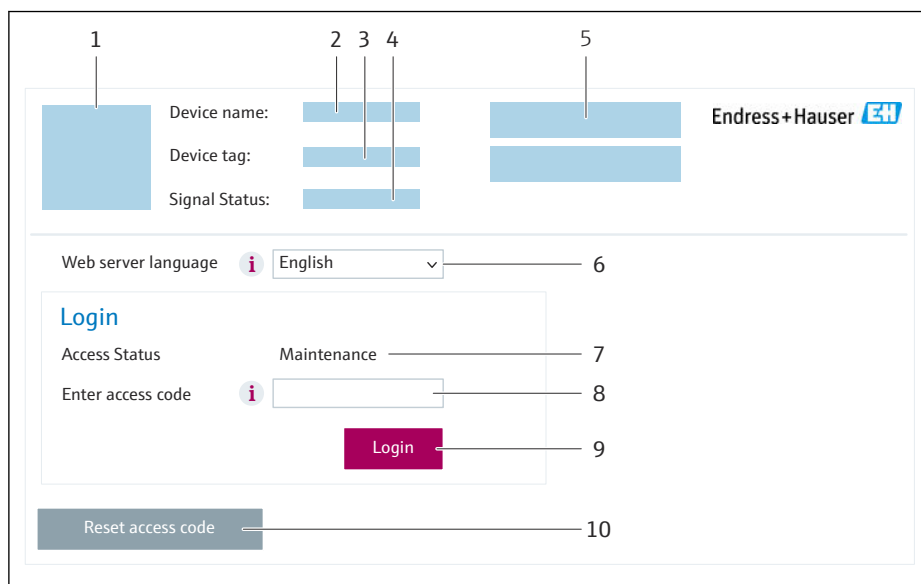 1 2 3 4 5
Device name:
Endress+Hauser EH
Device tag:
Signal Status:
Web server language i English 6
Login
Access Status Maintenance 7
Enter access code i 8
Login 9
Reset access code 10